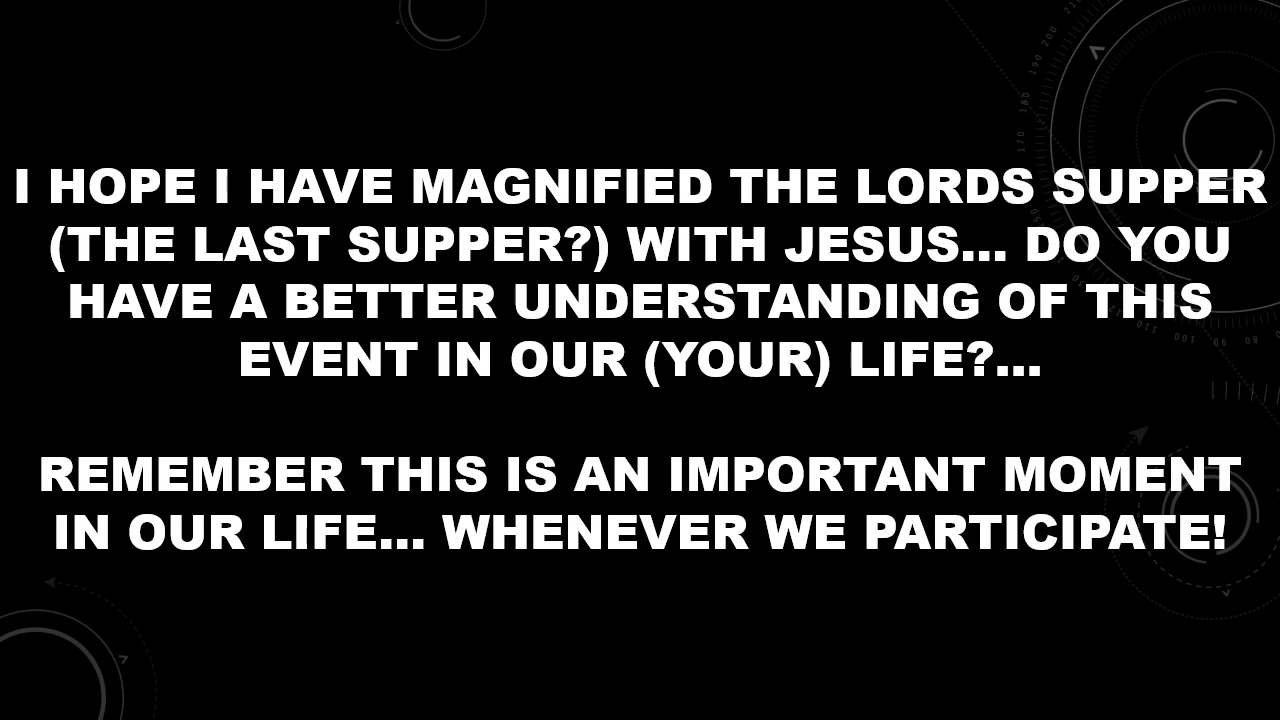 I HOPE I HAVE MAGNIFIED THE LORDS SUPPER
(THE LAST SUPPER?) WITH JESUS... DO YOU
HAVE A BETTER UNDERSTANDING OF THIS
EVENT IN OUR (YOUR) LIFE?...
REMEMBER THIS IS AN IMPORTANT MOMENT
IN OUR LIFE... WHENEVER WE PARTICIPATE!